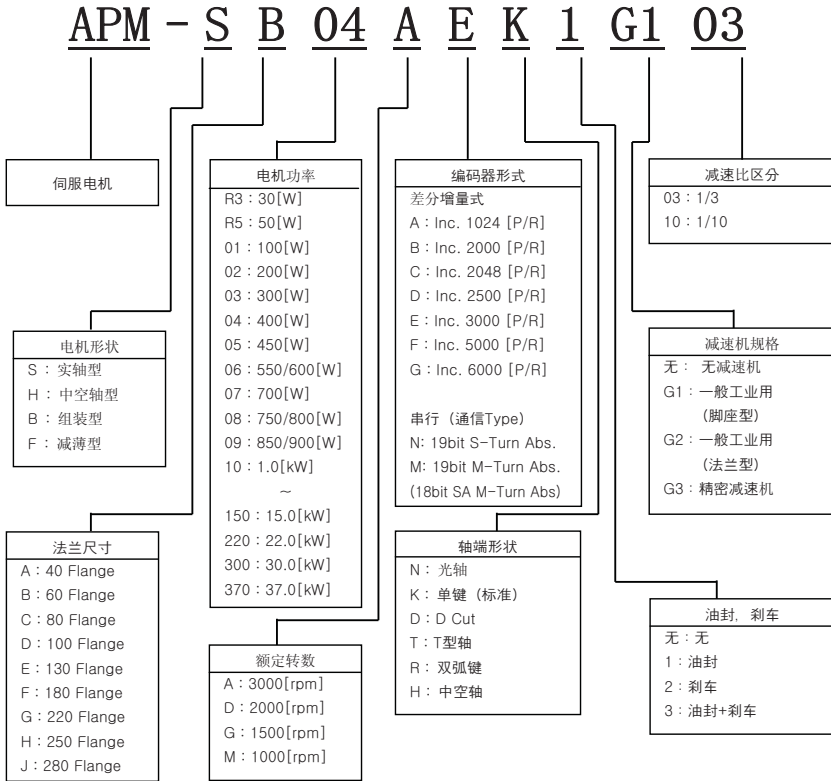 APM - S B 04 A E K 1 G1 03
伺服电机
电机形状
S : 实轴型
H : 中空轴型
B : 组装型
F : 减薄型
法兰尺寸
A : 40 Flange
B : 60 Flange
C : 80 Flange
D : 100 Flange
E : 130 Flange
F : 180 Flange
G : 220 Flange
H : 250 Flange
J : 280 Flange
电机功率
R3 : 30[W]
R5 : 50[W]
01 : 100[W]
02 : 200[W]
03 : 300[W]
04 : 400[W]
05 : 450[W]
06 : 550/600[W]
07 : 700[W]
08 : 750/800[W]
09 : 850/900[W]
10 : 1.0[kW]
~
150 : 15.0[kW]
220 : 22.0[kW]
300 : 30.0[kW]
370 : 37.0[kW]
额定转数
A : 3000[rpm]
D : 2000[rpm]
G : 1500[rpm]
M : 1000[rpm]
编码器形式
差分增量式
A : Inc. 1024 [P/R]
B : Inc. 2000 [P/R]
C : Inc. 2048 [P/R]
D : Inc. 2500 [P/R]
E : Inc. 3000 [P/R]
F : Inc. 5000 [P/R]
G : Inc. 6000 [P/R]
串行（通信Type）
N: 19bit S-Turn Abs.
M: 19bit M-Turn Abs.
(18bit SA M-Turn Abs)
轴端形状
N : 光轴
K : 单键（标准）
D : D Cut
T : T型轴
R : 双弧键
H : 中空轴
减速比区分
03 : 1/3
10 : 1/10
减速机规格
无 : 无减速机
G1 : 一般工业用
(脚座型)
G2 : 一般工业用
(法兰型)
G3 : 精密减速机
油封, 刹车
无 : 无
1 : 油封
2 : 刹车
3 : 油封+刹车